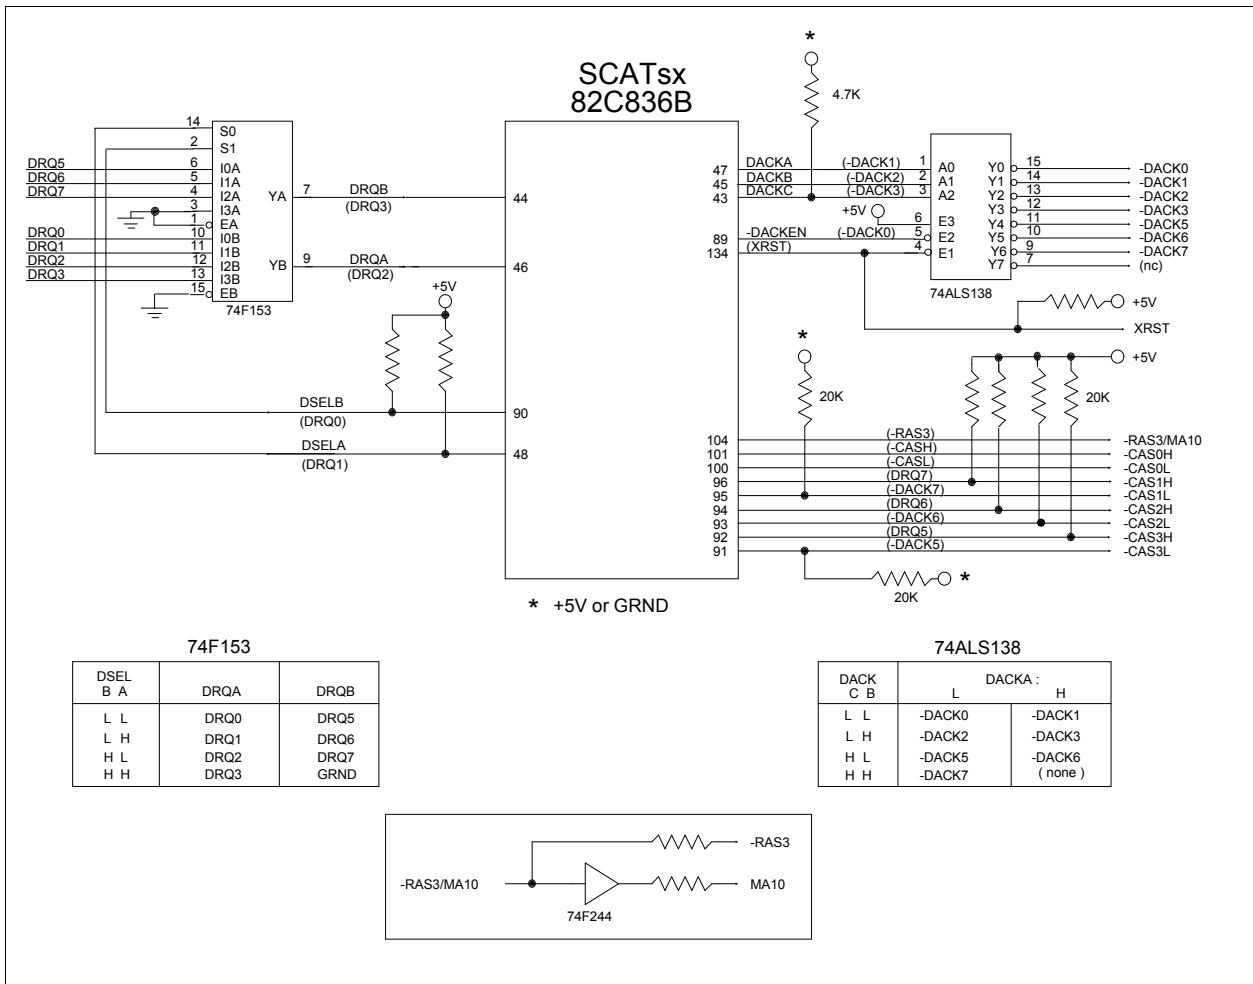 *
SCATsx
82C836B
4.7K
14 S0
2 S1
DRQ5 6 I0A
DRQ6 5 I1A
DRQ7 4 I2A YA 7 DRQB
(DRQ3) 44
3 I3A
1 EA
DRQ0 10 I0B
DRQ1 11 I1B
DRQ2 12 I2B YB 9 DRQA
(DRQ2) 46
DRQ3 13 I3B
15 EB
74F153
47 DACKA (-DACK1) 1 A0 Y0 15 -DACK0
45 DACKB (-DACK2) 2 A1 Y1 14 -DACK1
43 DACKC (-DACK3) 3 A2 Y2 13 -DACK2
Y3 12 -DACK3
+5V 6 E3 Y4 11 -DACK5
89 -DACKEN (-DACK0) 5 E2 Y5 10 -DACK6
134 (XRST) 4 E1 Y6 9 -DACK7
Y7 7 (nc)
74ALS138
+5V
+5V
XRST
*
+5V
20K
20K
DSELB
(DRQ0) 90
DSELA
(DRQ1) 48
104 (-RAS3) -RAS3/MA10
101 (-CASH) -CAS0H
100 (-CASL) -CAS0L
96 (DRQ7) -CAS1H
95 (-DACK7) -CAS1L
94 (DRQ6) -CAS2H
93 (-DACK6) -CAS2L
92 (DRQ5) -CAS3H
91 (-DACK5) -CAS3L
*
20K
* +5V or GRND
74F153
DSEL
B A DRQA DRQB
L L DRQ0 DRQ5
L H DRQ1 DRQ6
H L DRQ2 DRQ7
H H DRQ3 GRND
74ALS138
DACK DACKA :
C B L H
L L -DACK0 -DACK1
L H -DACK2 -DACK3
H L -DACK5 -DACK6
H H -DACK7 ( none )
-RAS3
-RAS3/MA10 MA10
74F244